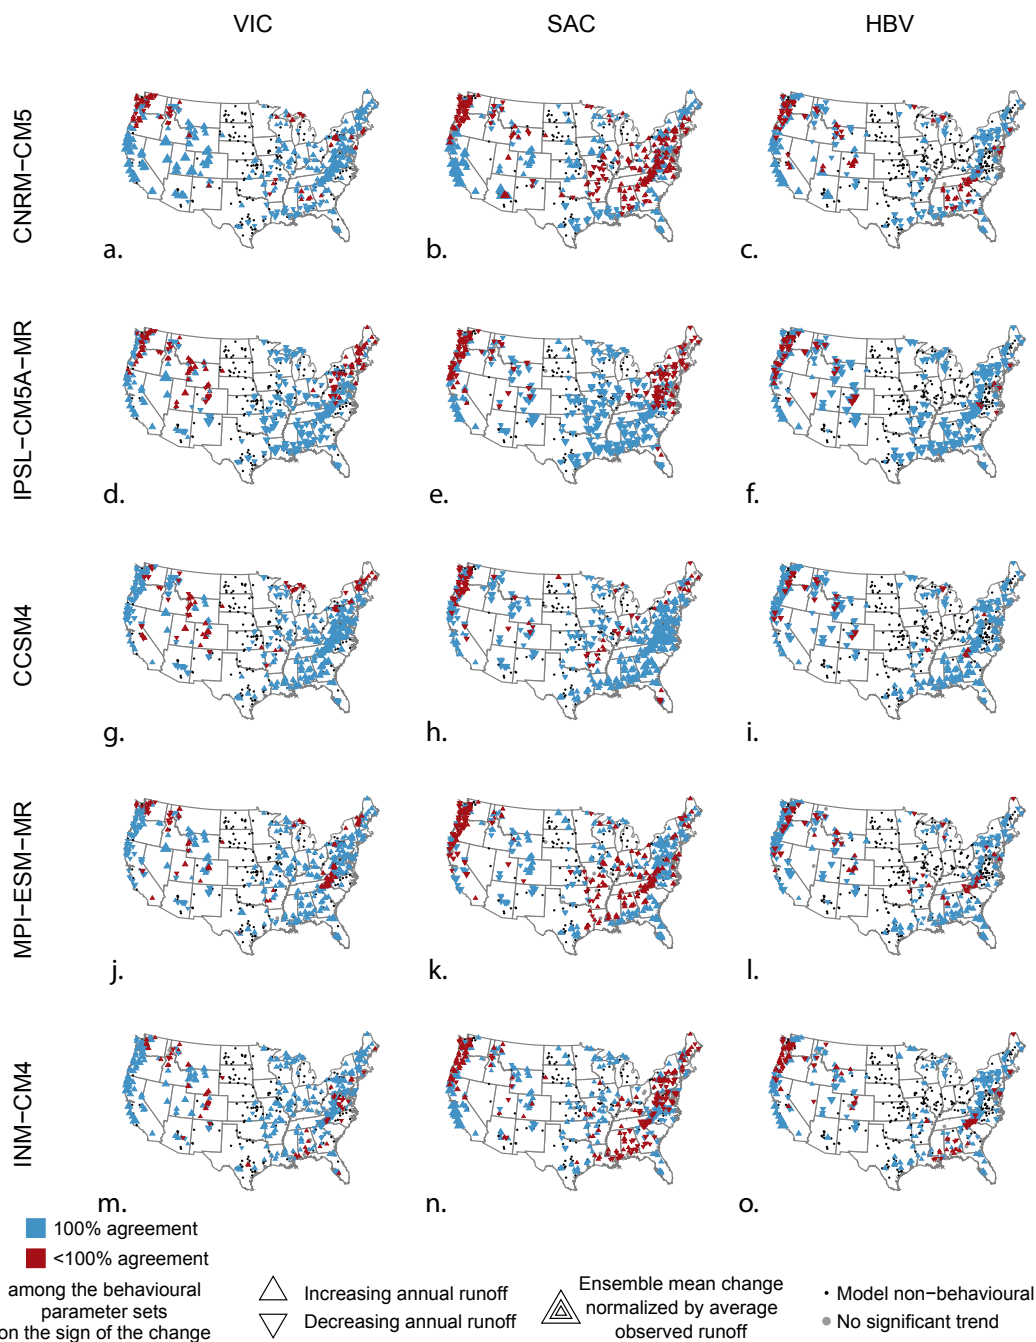 VIC SAC HBV
CNRM−CM5
a. b. c.
IPSL−CM5A−MR
d. e. f.
CCSM4
g. h. i.
MPI−ESM−MR
j. k. l.
INM−CM4
m. n. o.
100% agreement
<100% agreement
among the behavioural
parameter sets
on the sign of the change
Increasing annual runoff
Decreasing annual runoff
Ensemble mean change
normalized by average
observed runoff
Model non−behavioural
No significant trend